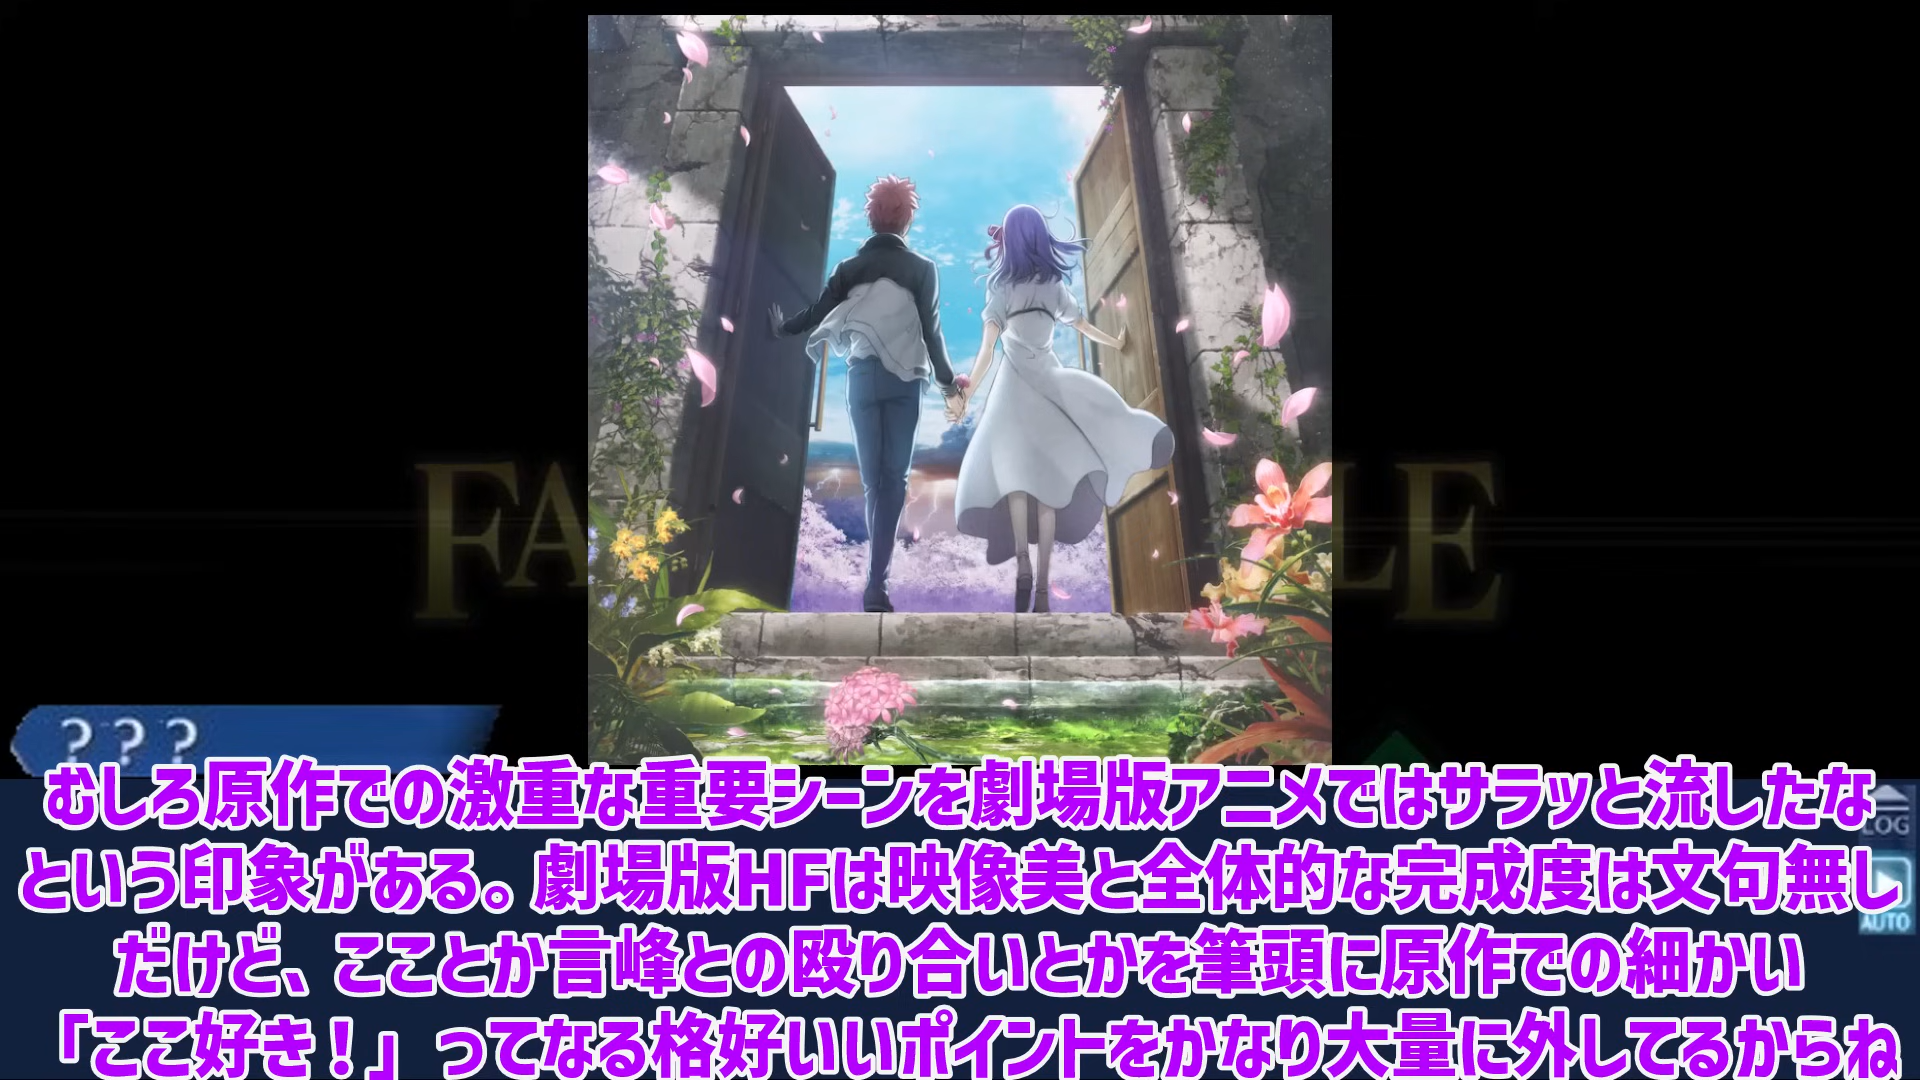 FA
LE
？？？
むしろ原作での激重な重要シーンを劇場版アニメではサラッと流したな
LOG
という印象がある。劇場版HFは映像美と全体的な完成度は文句無し
AUTO
だけど、こことか言峰との殴り合いとかを筆頭に原作での細かい
「ここ好き！」ってなる格好いいポイントをかなり大量に外してるからね